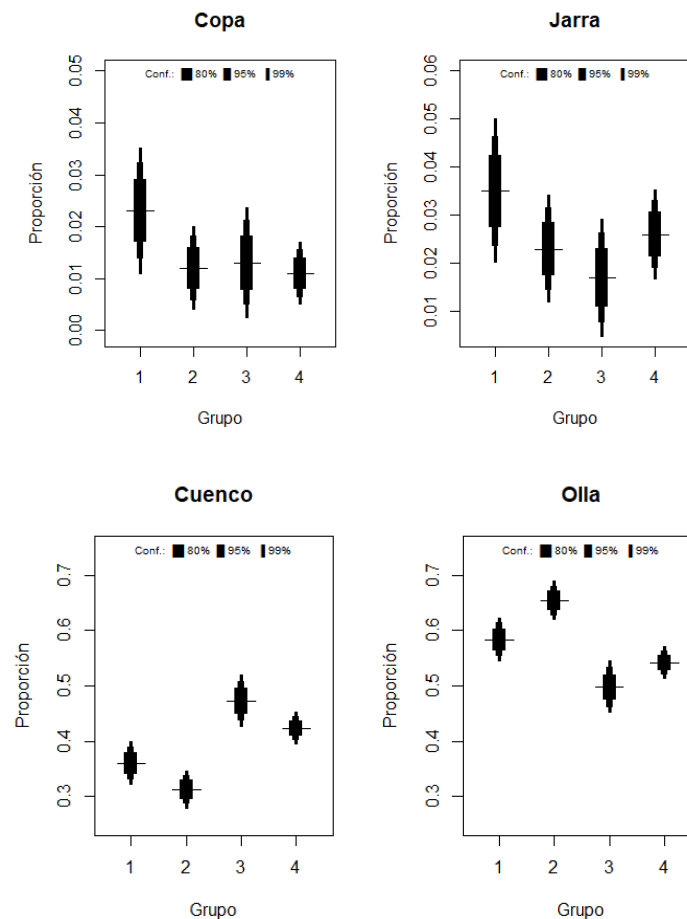 Copa
Conf.: 80% 95% 99%
0.05
0.04
0.03
0.02
0.01
0.00
Proporción
1 2 3 4
Grupo
Jarra
Conf.: 80% 95% 99%
0.06
0.05
0.04
0.03
0.02
0.01
Proporción
1 2 3 4
Grupo
Cuenco
Conf.: 80% 95% 99%
0.7
0.6
0.5
0.4
0.3
Proporción
1 2 3 4
Grupo
Olla
Conf.: 80% 95% 99%
0.7
0.6
0.5
0.4
0.3
Proporción
1 2 3 4
Grupo